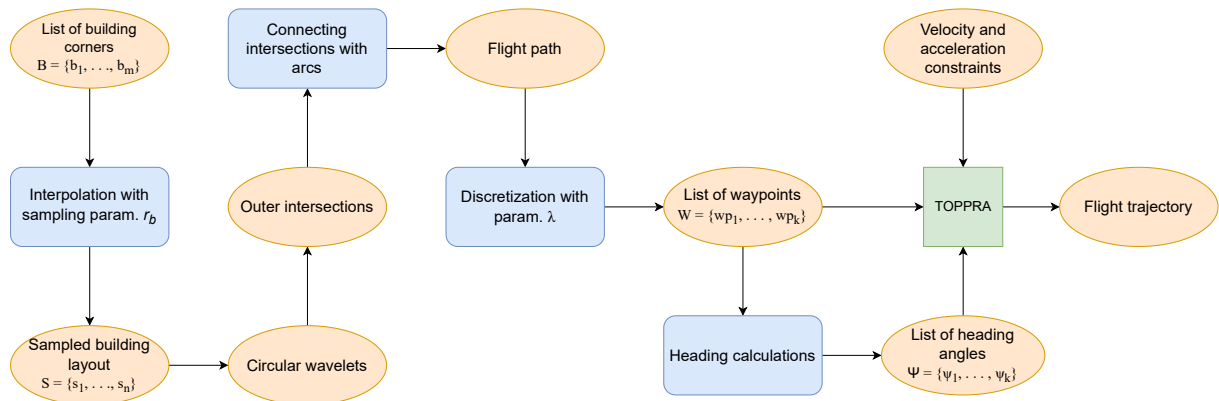 List of building
corners
B = {b₁, . . ., bₘ}
Interpolation with
sampling param. r_b
Sampled building
layout
S = {s₁, . . ., sₙ}
Circular wavelets
Outer intersections
Connecting
intersections with
arcs
Flight path
Discretization with
param. λ
List of waypoints
W = {wp₁, . . . , wpₖ}
Heading calculations
List of heading
angles
Ψ = {ψ₁, . . . , ψₖ}
Velocity and
acceleration
constraints
TOPPRA
Flight trajectory